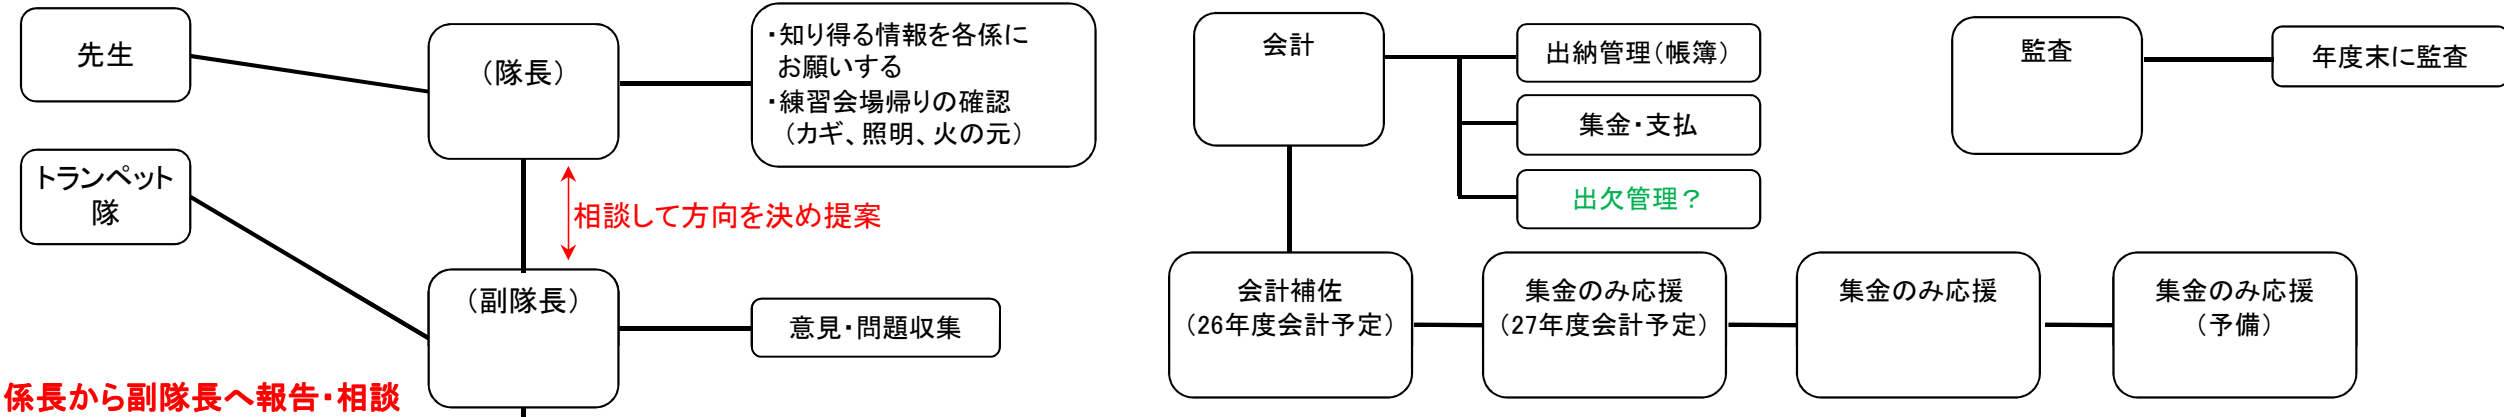 先生
(隊長)
・知り得る情報を各係に
お願いする
・練習会場帰りの確認
(カギ、照明、火の元)
トランペット
隊
相談して方向を決め提案
(副隊長)
意見・問題収集
係長から副隊長へ報告・相談
会計
出納管理(帳簿)
集金・支払
出欠管理？
監査
年度末に監査
会計補佐
(26年度会計予定)
集金のみ応援
(27年度会計予定)
集金のみ応援
集金のみ応援
(予備)